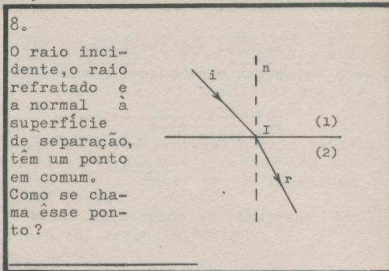 8.
O raio inci-
dente,o raio
refratado e
a normal à
superfície
de separação,
têm um ponto
em comum.
Como se cha-
ma êsse pon-
to?
i
n
I
(1)
(2)
r